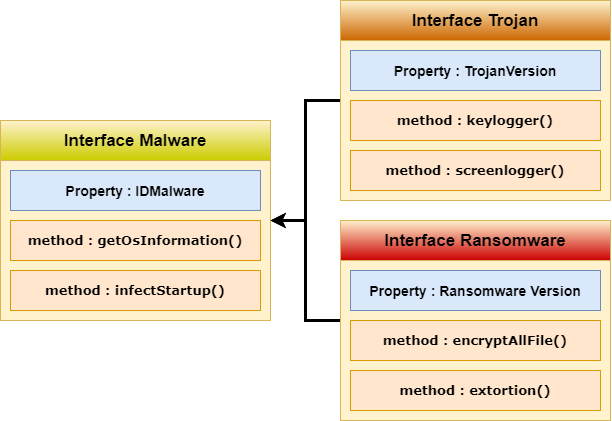 Interface Malware
Property : IDMalware
method : getOsInformation()
method : infectStartup()
Interface Trojan
Property : TrojanVersion
method : keylogger()
method : screenlogger()
Interface Ransomware
Property : Ransomware Version
method : encryptAllFile()
method : extortion()